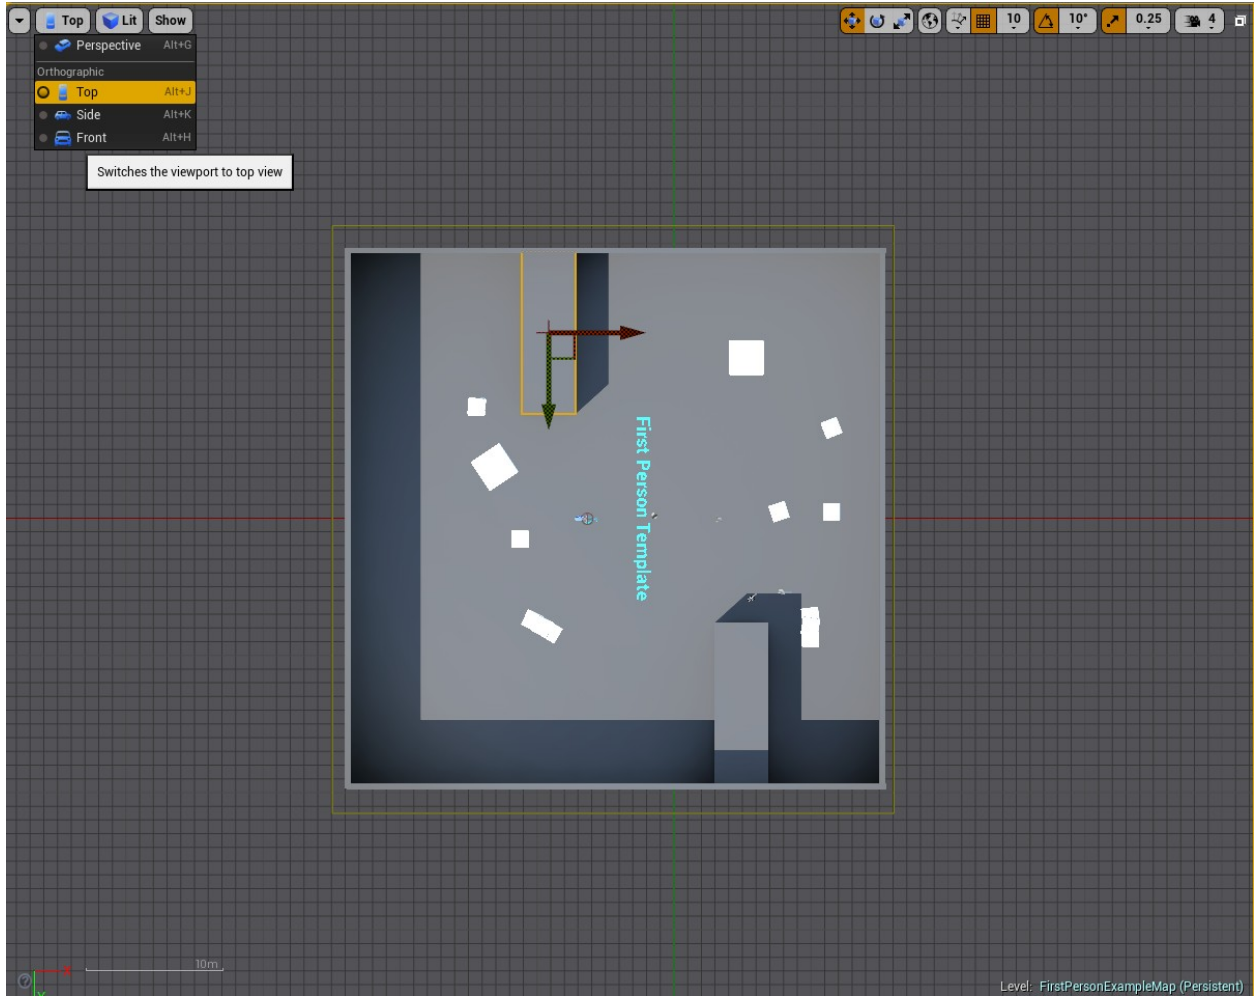 Top Lit Show 10 10° 0.25 4
Perspective Alt+G
Orthographic
Top Alt+J
Side Alt+K
Front Alt+H
Switches the viewport to top view
First Person Template
10m
X
Y
Level: FirstPersonExampleMap (Persistent)